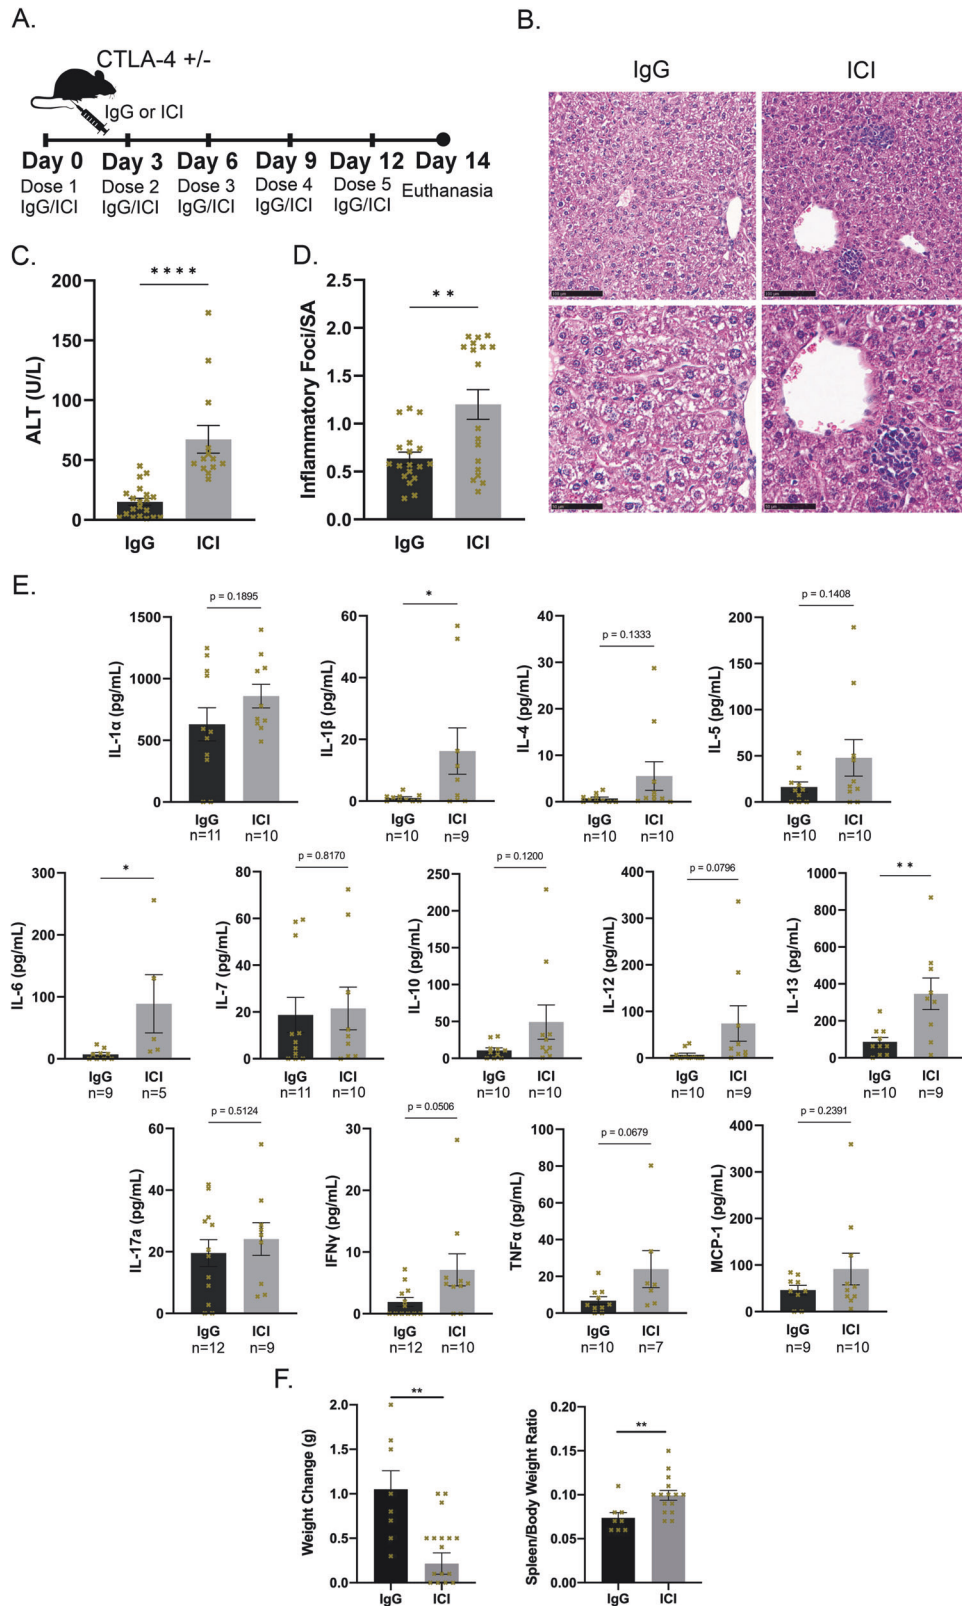 A.
CTLA-4 +/-
IgG or ICI
Day 0 Day 3 Day 6 Day 9 Day 12 Day 14
Dose 1 Dose 2 Dose 3 Dose 4 Dose 5 Euthanasia
IgG/ICI IgG/ICI IgG/ICI IgG/ICI IgG/ICI
B.
IgG ICI
C.
ALT (U/L)
200
150
100
50
0
****
IgG ICI
D.
Inflammatory Foci/SA
2.5
2.0
1.5
1.0
0.5
0.0
**
IgG ICI
E.
IL-1α (pg/mL)
1500
1000
500
0
p = 0.1895
IgG ICI
n=11 n=10
IL-1β (pg/mL)
60
40
20
0
*
IgG ICI
n=10 n=9
IL-4 (pg/mL)
40
30
20
10
0
p = 0.1333
IgG ICI
n=10 n=10
IL-5 (pg/mL)
200
150
100
50
0
p = 0.1408
IgG ICI
n=10 n=10
IL-6 (pg/mL)
300
200
100
0
*
IgG ICI
n=9 n=5
IL-7 (pg/mL)
80
60
40
20
0
p = 0.8170
IgG ICI
n=11 n=10
IL-10 (pg/mL)
250
200
150
100
50
0
p = 0.1200
IgG ICI
n=10 n=10
IL-12 (pg/mL)
400
300
200
100
0
p = 0.0796
IgG ICI
n=10 n=9
IL-13 (pg/mL)
1000
800
600
400
200
0
**
IgG ICI
n=10 n=9
IL-17a (pg/mL)
60
40
20
0
p = 0.5124
IgG ICI
n=12 n=9
IFNγ (pg/mL)
30
20
10
0
p = 0.0506
IgG ICI
n=12 n=10
TNFα (pg/mL)
100
80
60
40
20
0
p = 0.0679
IgG ICI
n=10 n=7
MCP-1 (pg/mL)
400
300
200
100
0
p = 0.2391
IgG ICI
n=9 n=10
F.
Weight Change (g)
2.0
1.5
1.0
0.5
0.0
**
IgG ICI
Spleen/Body Weight Ratio
0.20
0.15
0.10
0.05
0.00
**
IgG ICI